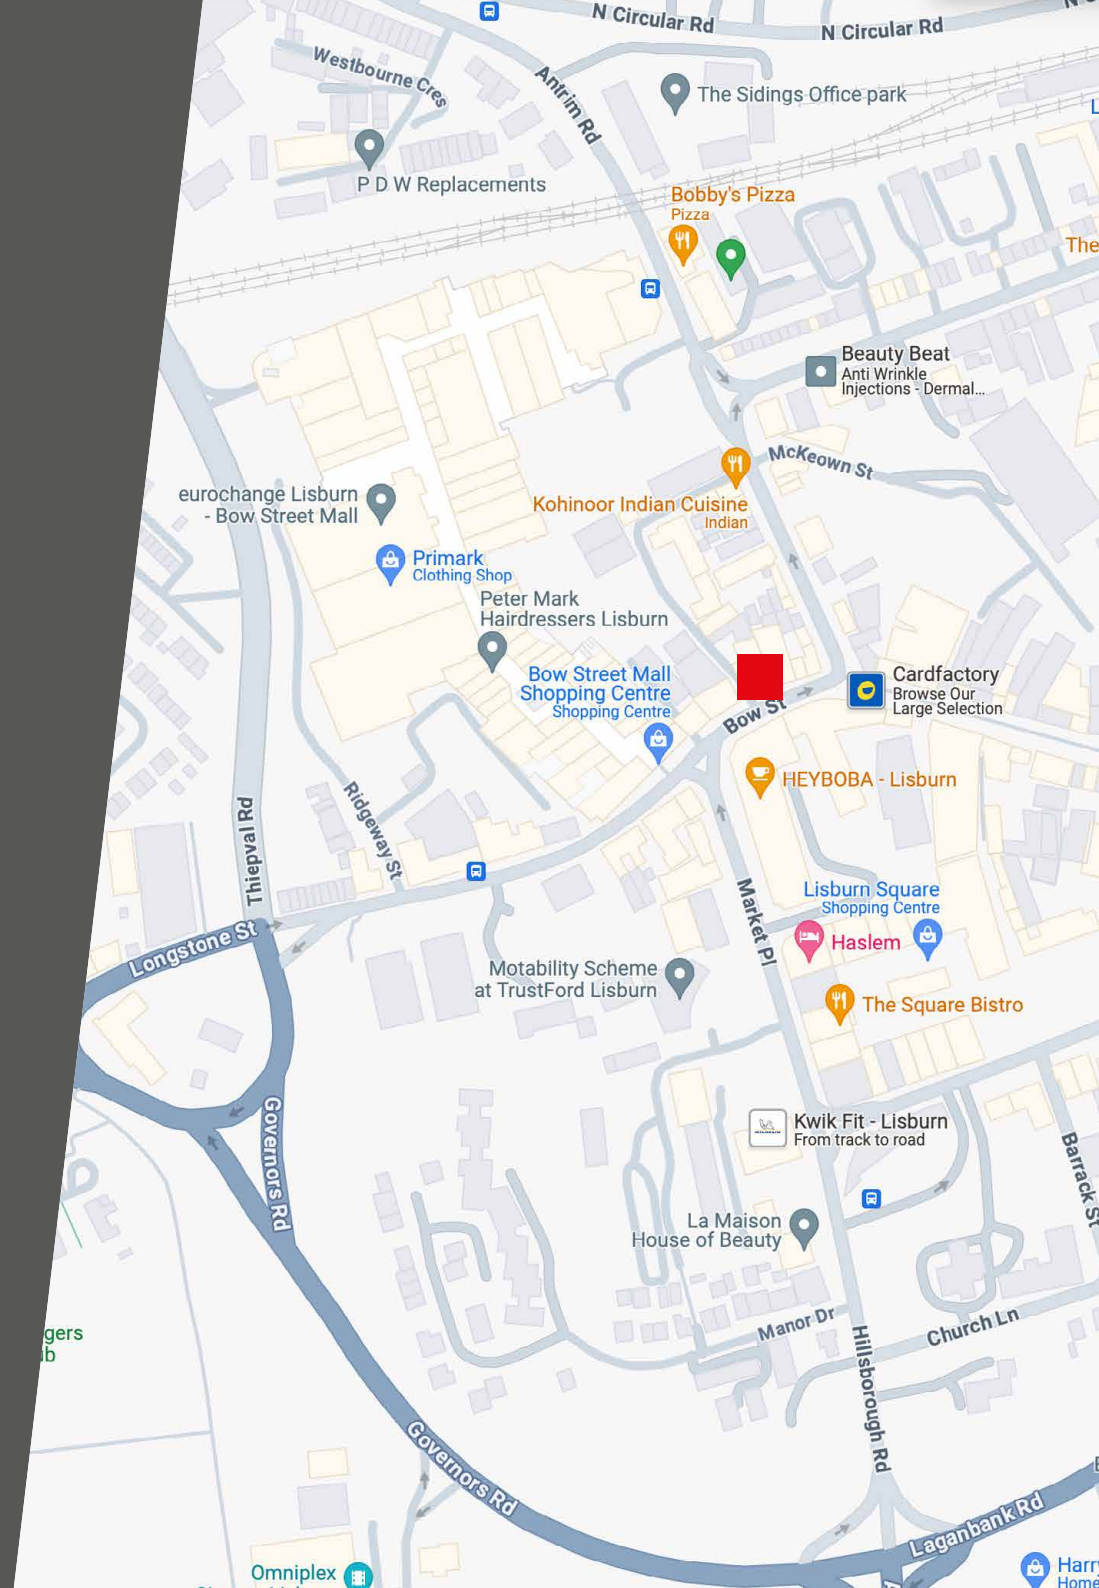 N Circular Rd
N Circular Rd
Westbourne Cres
Antrim Rd
The Sidings Office park
P D W Replacements
Bobby's Pizza
Pizza
The
Beauty Beat
Anti Wrinkle
Injections - Dermal...
McKeown St
eurochange Lisburn
- Bow Street Mall
Kohinoor Indian Cuisine
Indian
Primark
Clothing Shop
Peter Mark
Hairdressers Lisburn
Bow Street Mall
Shopping Centre
Shopping Centre
Cardfactory
Browse Our
Large Selection
Bow St
HEYBOBA - Lisburn
Thiepval Rd
Ridgeway St
Market Pl
Lisburn Square
Shopping Centre
Haslem
Longstone St
Motability Scheme
at TrustFord Lisburn
The Square Bistro
Kwik Fit - Lisburn
From track to road
Governors Rd
Barrack St
La Maison
House of Beauty
Manor Dr
Church Ln
gers
Hillsborough Rd
Governors Rd
Laganbank Rd
Omniplex
Harry
Home